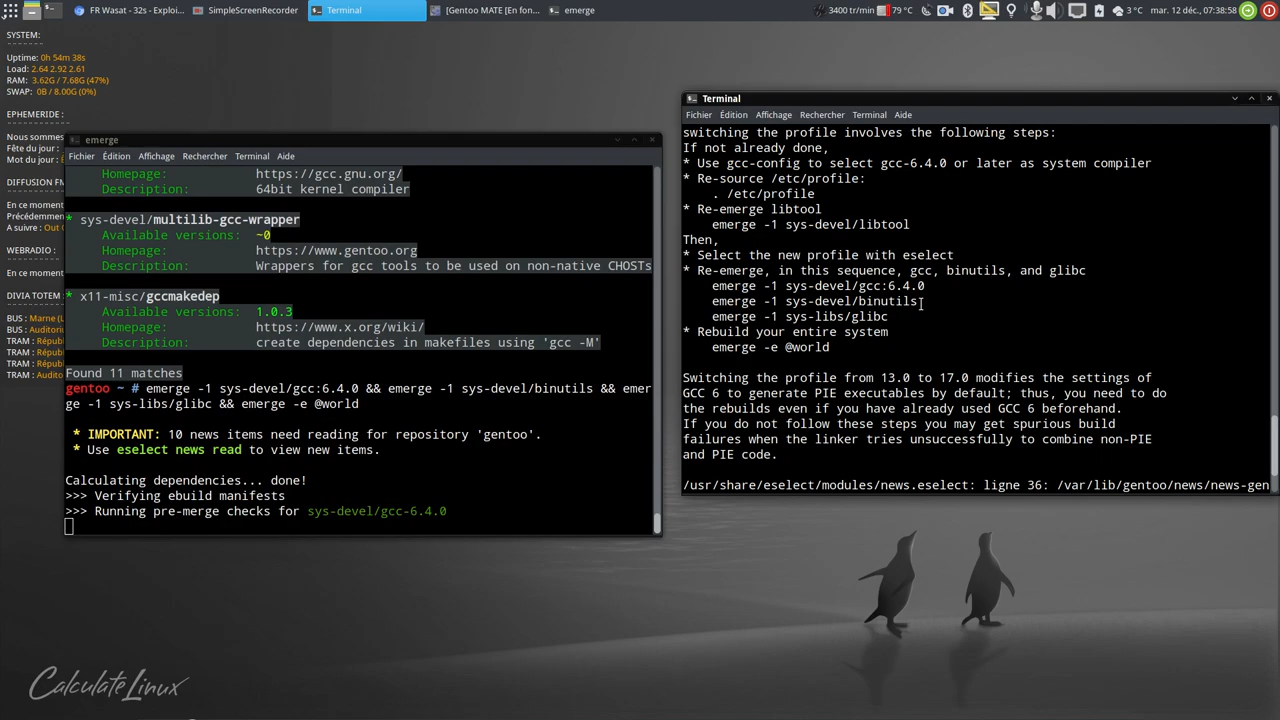 FR Wasat - 32s - Exploi...
SimpleScreenRecorder
Terminal
[Gentoo MATE [En fon...
emerge
3400 tr/min
79 °C
3 °C
mar. 12 déc., 07:38:58
SYSTEM:
Uptime: 0h 54m 38s
Load: 2.64 2.92 2.61
RAM: 3.62G / 7.68G (47%)
SWAP: 0B / 8.00G (0%)
EPHEMERIDE :
Nous sommes
Fête du jour :
Mot du jour :
DIFFUSION FM
En ce moment
Précédemment
A suivre : Out
WEBRADIO :
En ce moment
DIVIA TOTEM :
BUS : Marne (L
BUS : Auditoriu
TRAM : Républi
TRAM : Audito
TRAM : Républi
TRAM : Audito
emerge
Fichier Édition Affichage Rechercher Terminal Aide
Homepage: https://gcc.gnu.org/
Description: 64bit kernel compiler
* sys-devel/multilib-gcc-wrapper
Available versions: ~0
Homepage: https://www.gentoo.org
Description: Wrappers for gcc tools to be used on non-native CHOSTs
* x11-misc/gccmakedep
Available versions: 1.0.3
Homepage: https://www.x.org/wiki/
Description: create dependencies in makefiles using 'gcc -M'
Found 11 matches
gentoo ~ # emerge -1 sys-devel/gcc:6.4.0 && emerge -1 sys-devel/binutils && emer
ge -1 sys-libs/glibc && emerge -e @world
* IMPORTANT: 10 news items need reading for repository 'gentoo'.
* Use eselect news read to view new items.
Calculating dependencies... done!
>>> Verifying ebuild manifests
>>> Running pre-merge checks for sys-devel/gcc-6.4.0
Terminal
Fichier Édition Affichage Rechercher Terminal Aide
switching the profile involves the following steps:
If not already done,
* Use gcc-config to select gcc-6.4.0 or later as system compiler
* Re-source /etc/profile:
. /etc/profile
* Re-emerge libtool
emerge -1 sys-devel/libtool
Then,
* Select the new profile with eselect
* Re-emerge, in this sequence, gcc, binutils, and glibc
emerge -1 sys-devel/gcc:6.4.0
emerge -1 sys-devel/binutils
emerge -1 sys-libs/glibc
* Rebuild your entire system
emerge -e @world
Switching the profile from 13.0 to 17.0 modifies the settings of
GCC 6 to generate PIE executables by default; thus, you need to do
the rebuilds even if you have already used GCC 6 beforehand.
If you do not follow these steps you may get spurious build
failures when the linker tries unsuccessfully to combine non-PIE
and PIE code.
/usr/share/eselect/modules/news.eselect: ligne 36: /var/lib/gentoo/news/news-gen
Calculate Linux